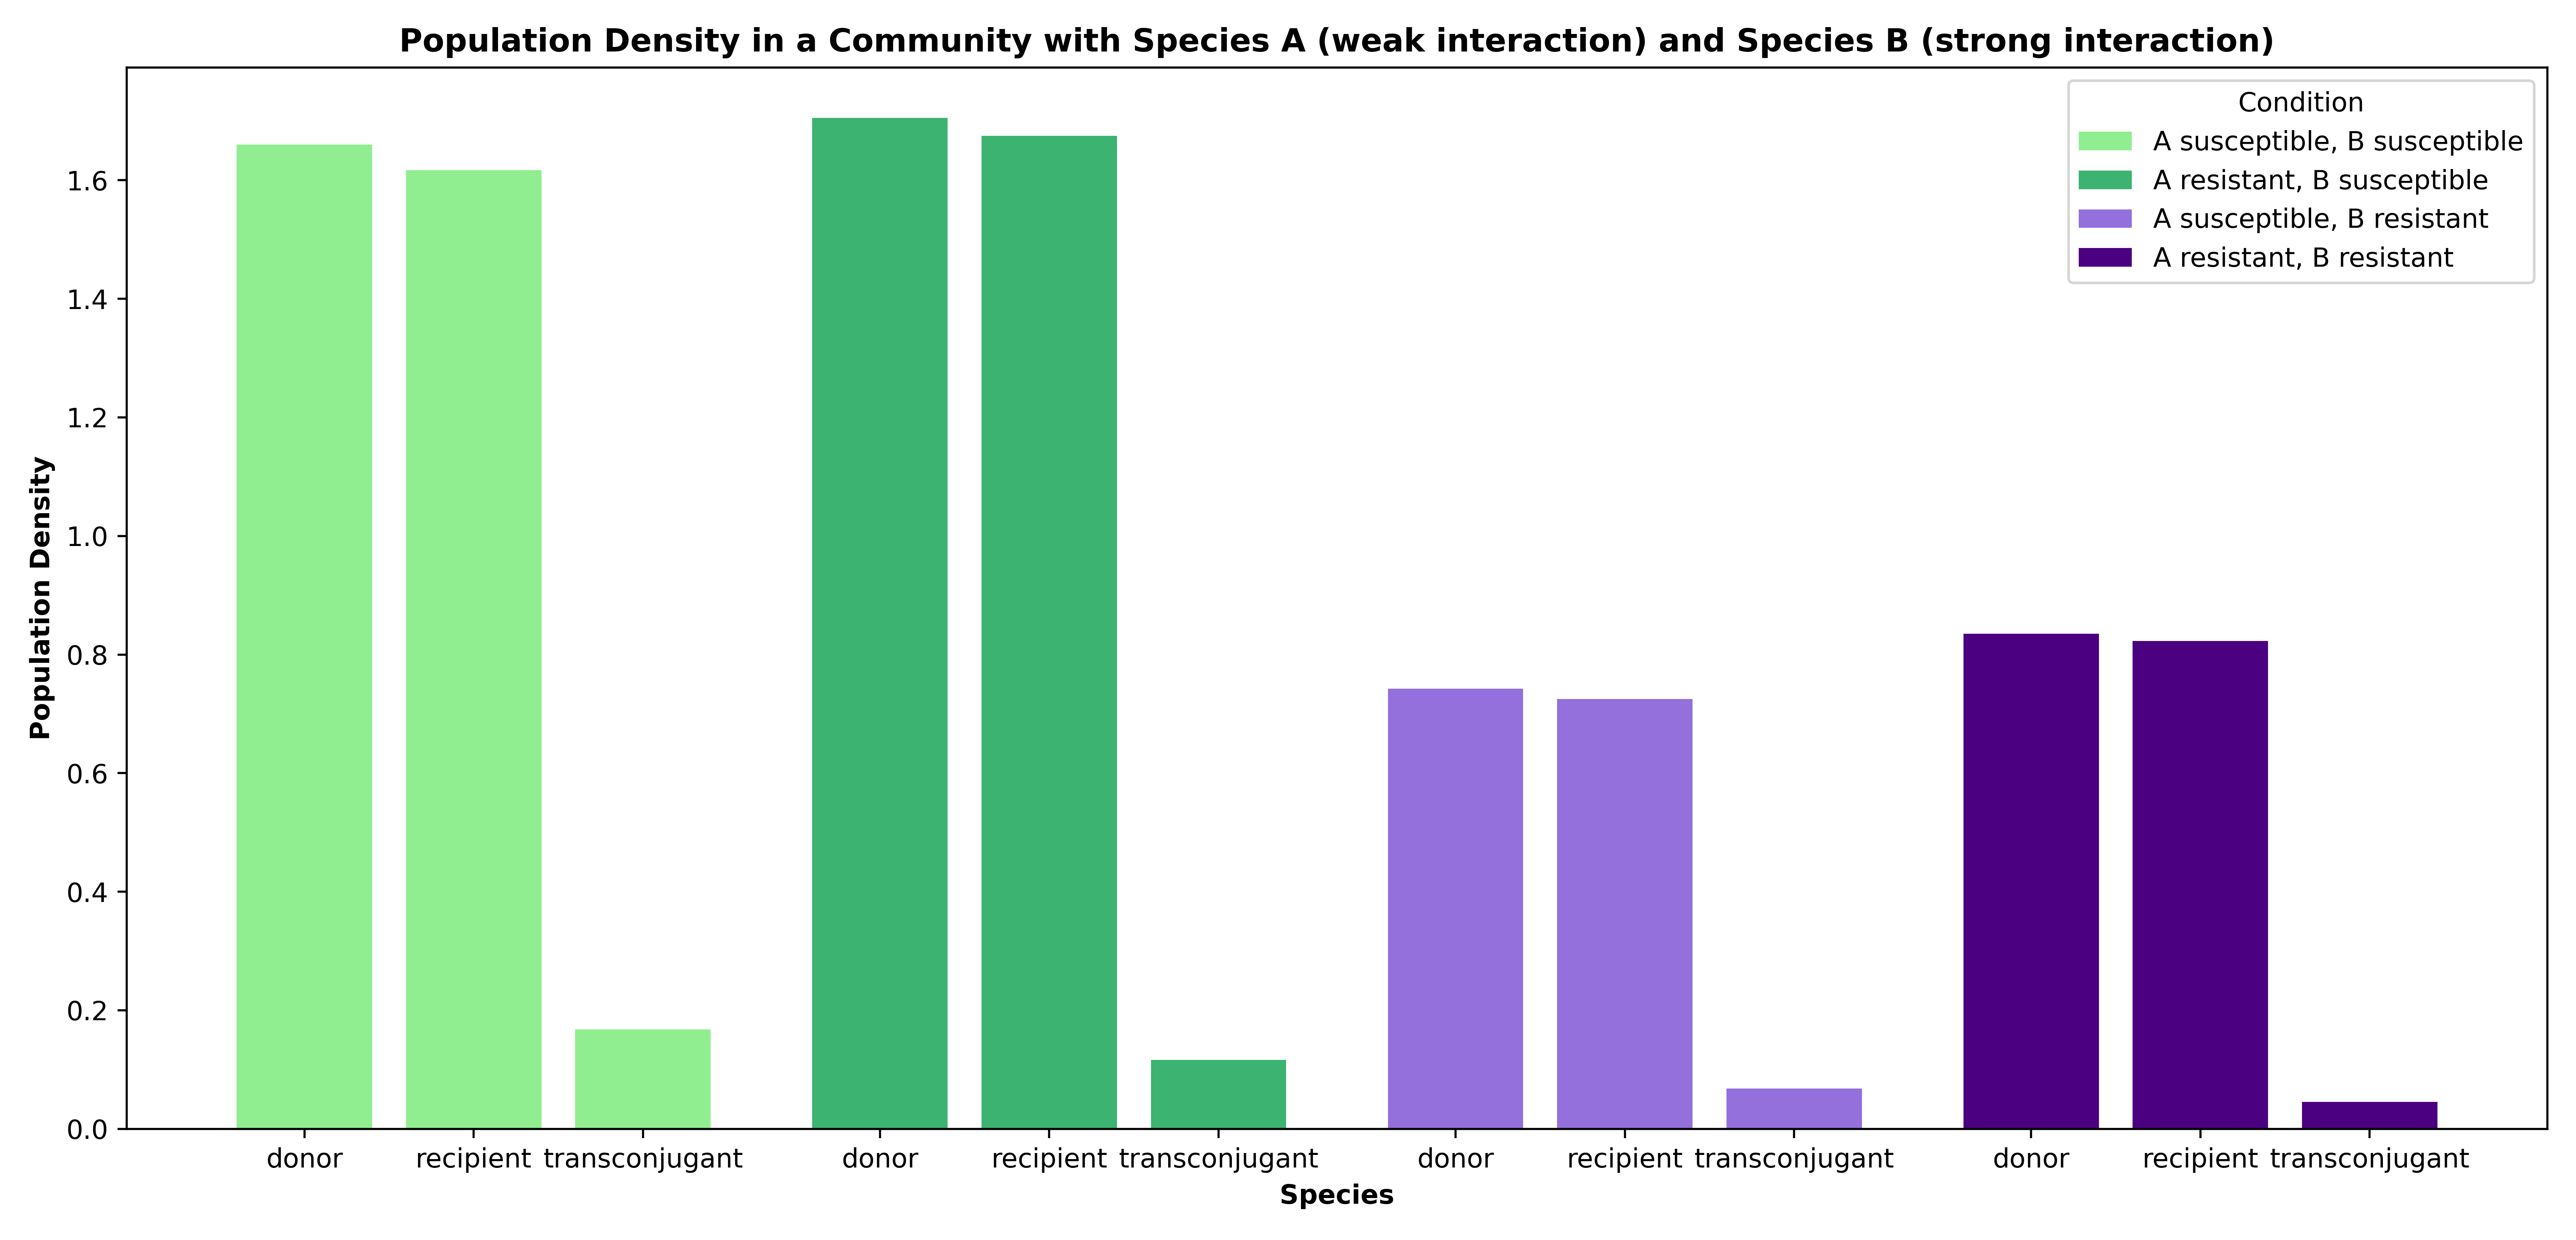 Population Density in a Community with Species A (weak interaction) and Species B (strong interaction)
Condition
A susceptible, B susceptible
A resistant, B susceptible
A susceptible, B resistant
A resistant, B resistant
Population Density
1.6
1.4
1.2
1.0
0.8
0.6
0.4
0.2
0.0
donor recipient transconjugant donor recipient transconjugant donor recipient transconjugant donor recipient transconjugant
Species